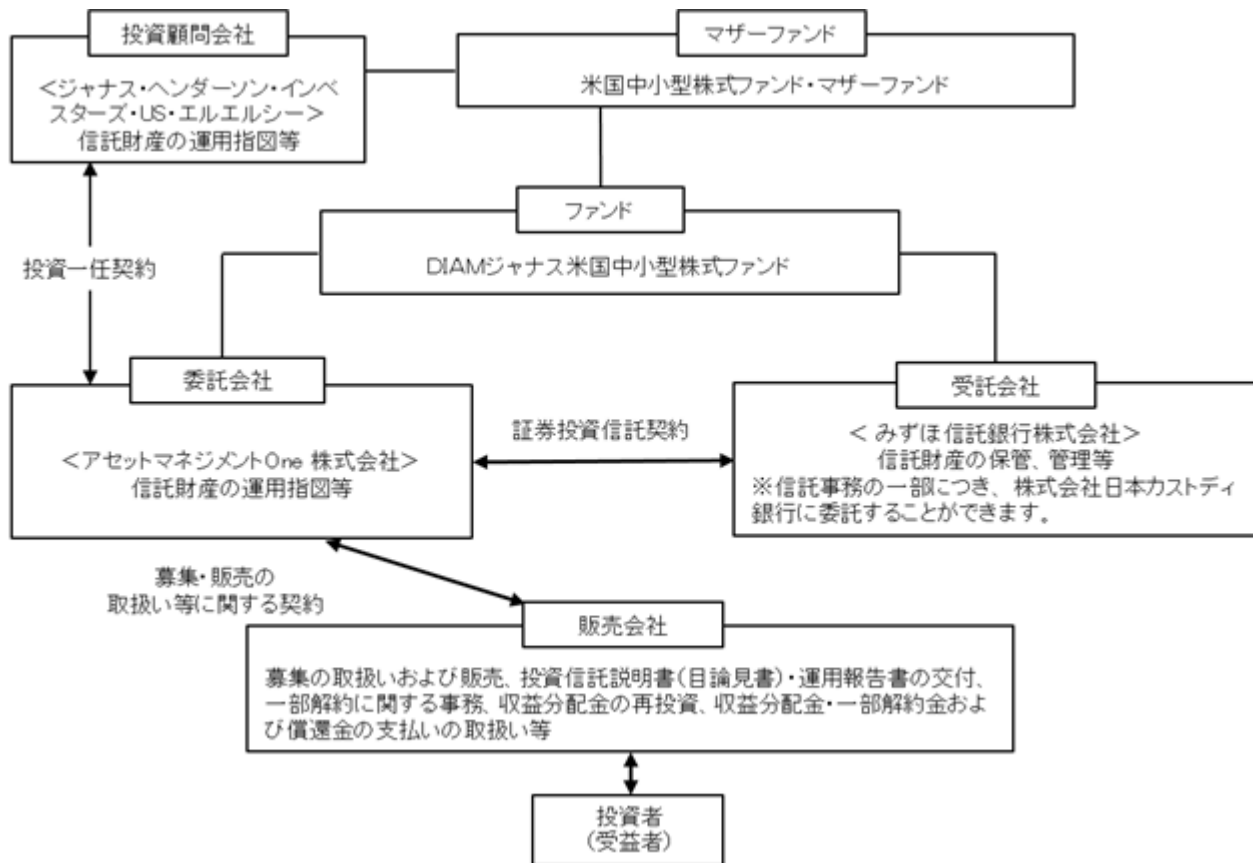 投資顧問会社
<ジャナス・ヘンダーソン・インベ
スターズ・US・エルエルシー>
信託財産の運用指図等
マザーファンド
米国中小型株式ファンド・マザーファンド
ファンド
DIAMジャナス米国中小型株式ファンド
投資一任契約
委託会社
<アセットマネジメントOne 株式会社>
信託財産の運用指図等
証券投資信託契約
受託会社
< みずほ信託銀行株式会社>
信託財産の保管、管理等
※信託事務の一部につき、株式会社日本カストディ
銀行に委託することができます。
募集・販売の
取扱い等に関する契約
販売会社
募集の取扱いおよび販売、投資信託説明書(目論見書)・運用報告書の交付、
一部解約に関する事務、収益分配金の再投資、収益分配金・一部解約金およ
び償還金の支払いの取扱い等
投資者
(受益者)